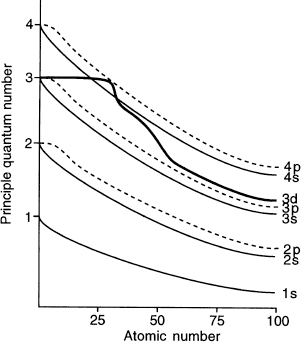 Principle quantum number
4
3
2
1
4p
4s
3d
3p
3s
2p
2s
1s
25 50 75 100
Atomic number